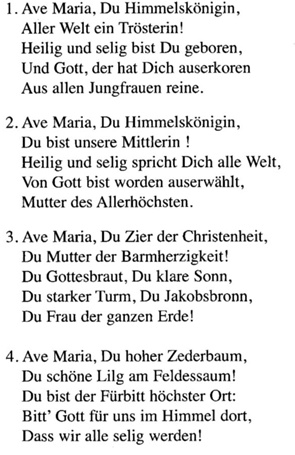 1. Ave Maria, Du Himmelskönigin,
Aller Welt ein Trösterin!
Heilig und selig bist Du geboren,
Und Gott, der hat Dich auserkoren
Aus allen Jungfrauen reine.
2. Ave Maria, Du Himmelskönigin,
Du bist unsere Mittlerin !
Heilig und selig spricht Dich alle Welt,
Von Gott bist worden auserwählt,
Mutter des Allerhöchsten.
3. Ave Maria, Du Zier der Christenheit,
Du Mutter der Barmherzigkeit!
Du Gottesbraut, Du klare Sonn,
Du starker Turm, Du Jakobsbronn,
Du Frau der ganzen Erde!
4. Ave Maria, Du hoher Zederbaum,
Du schöne Lilg am Feldessaum!
Du bist der Fürbitt höchster Ort:
Bitt' Gott für uns im Himmel dort,
Dass wir alle selig werden!